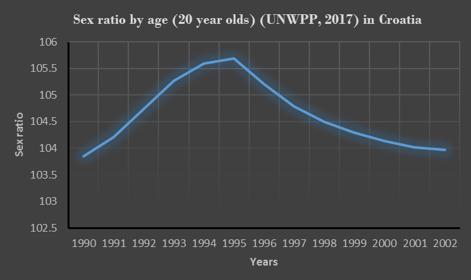 Sex ratio by age (20 year olds) (UNWPP, 2017) in Croatia
106
105.5
105
104.5
104
103.5
103
102.5
Sex ratio
1990 1991 1992 1993 1994 1995 1996 1997 1998 1999 2000 2001 2002
Years